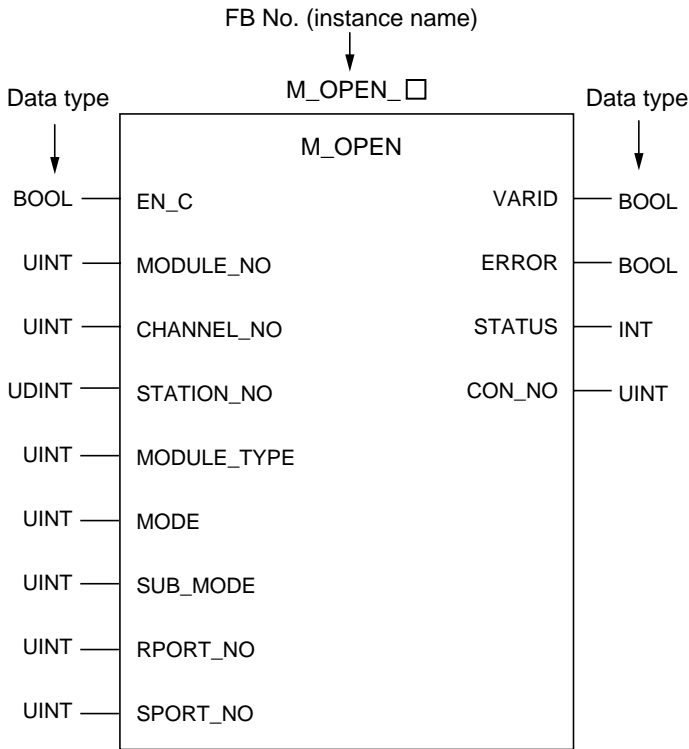 FB No. (instance name)
M_OPEN_□
Data type
Data type
M_OPEN
BOOL EN_C VARID BOOL
UINT MODULE_NO ERROR BOOL
UINT CHANNEL_NO STATUS INT
UDINT STATION_NO CON_NO UINT
UINT MODULE_TYPE
UINT MODE
UINT SUB_MODE
UINT RPORT_NO
UINT SPORT_NO